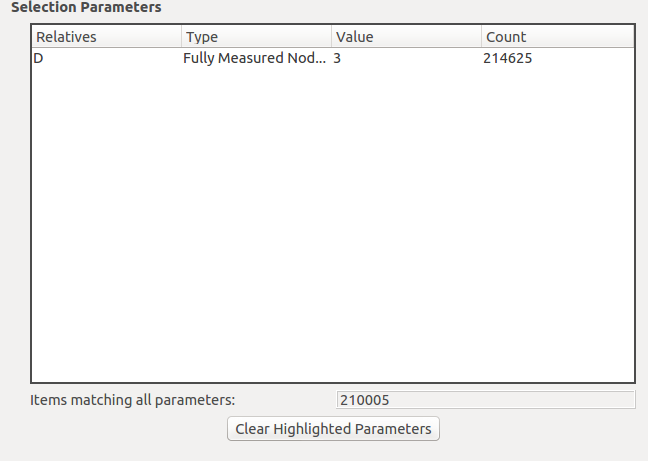 Selection Parameters
Relatives Type Value Count
D Fully Measured Nod... 3 214625
Items matching all parameters: 210005
Clear Highlighted Parameters